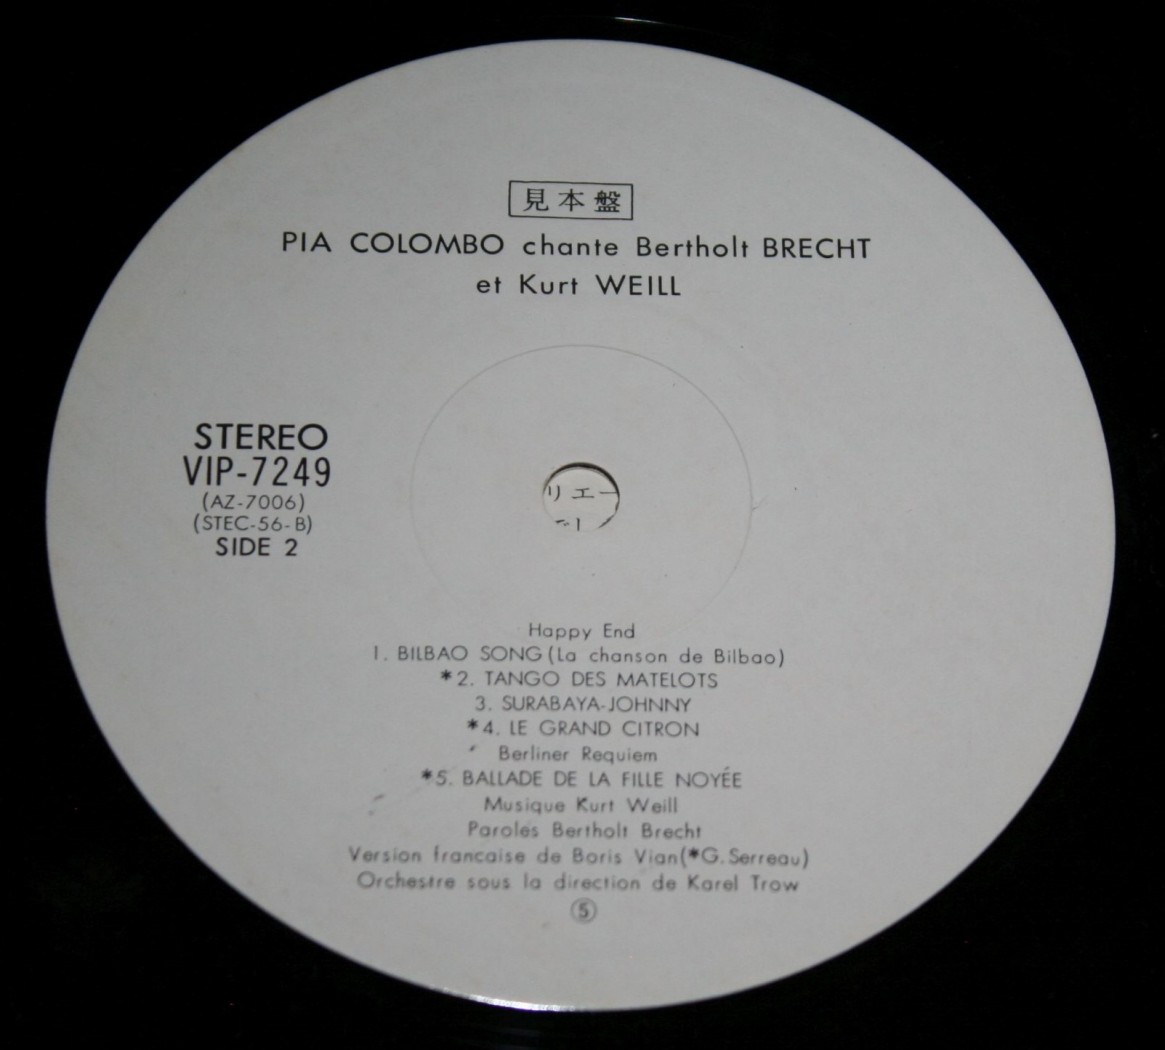 見本盤
PIA COLOMBO chante Bertholt BRECHT
et Kurt WEILL
STEREO
VIP-7249
(AZ-7006)
(STEC-56-B)
SIDE 2
リエー
Happy End
1. BILBAO SONG (La chanson de Bilbao)
*2. TANGO DES MATELOTS
3. SURABAYA-JOHNNY
*4. LE GRAND CITRON
Berliner Requiem
*5. BALLADE DE LA FILLE NOYÉE
Musique Kurt Weill
Paroles Bertholt Brecht
Version francaise de Boris Vian(*G.Serreau)
Orchestre sous la direction de Karel Trow
⑤